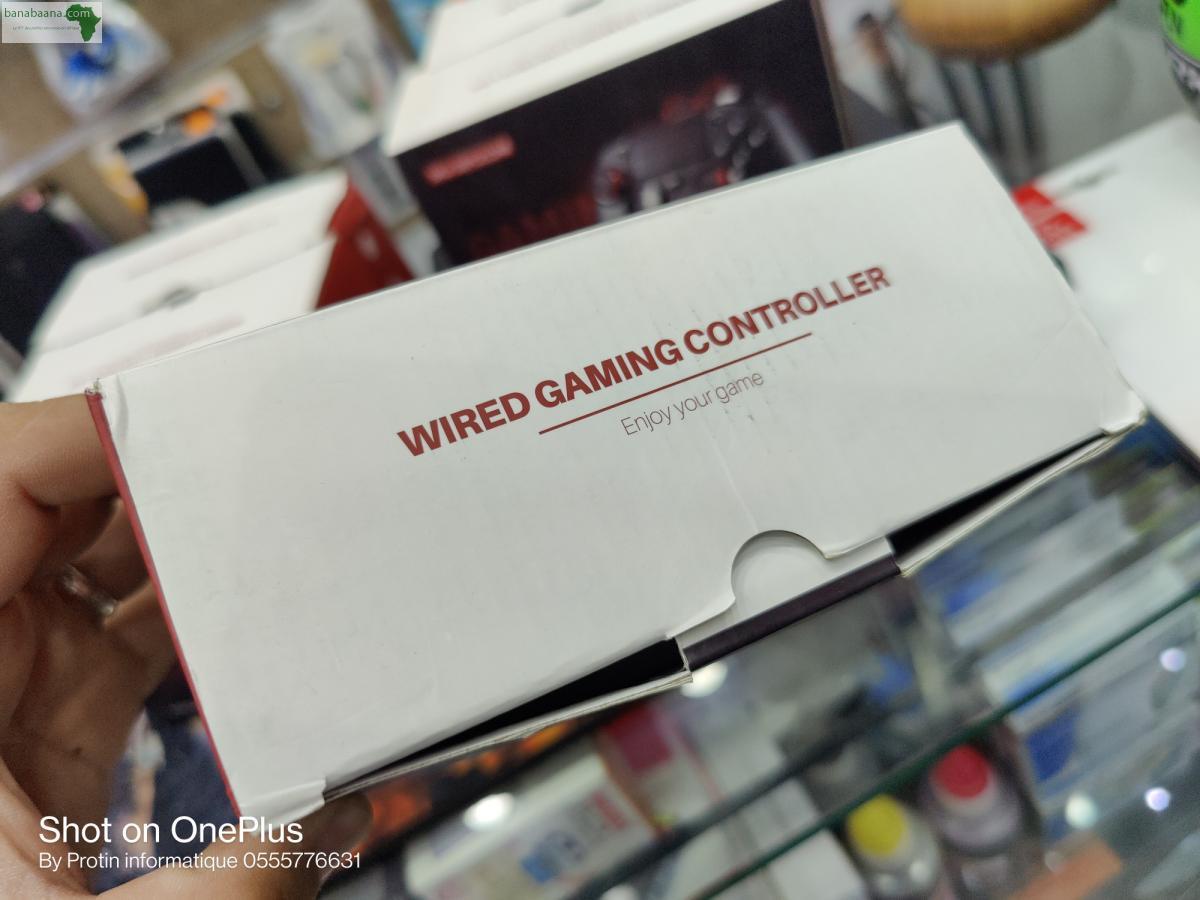 banabaana.com
WIRED GAMING CONTROLLER
Enjoy your game
Shot on OnePlus
By Protin informatique 0555776631